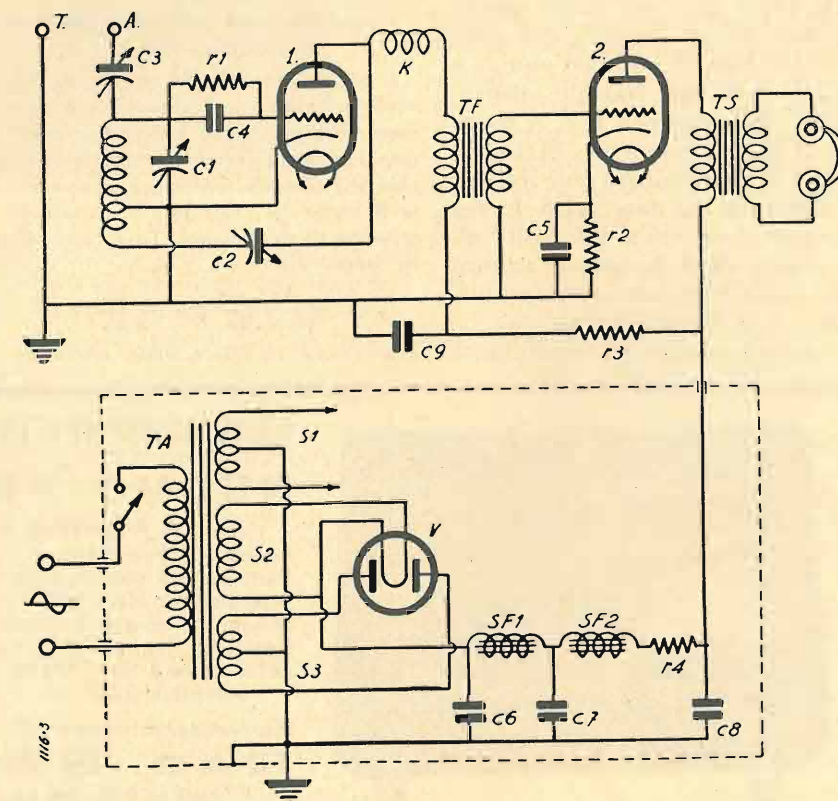 T.
A.
C3
r1
1.
K
2.
TF
TS
C4
C1
C2
C5
r2
C9
r3
TA
S1
S2
V
S3
SF1
SF2
r4
C6
C7
C8
1116·3